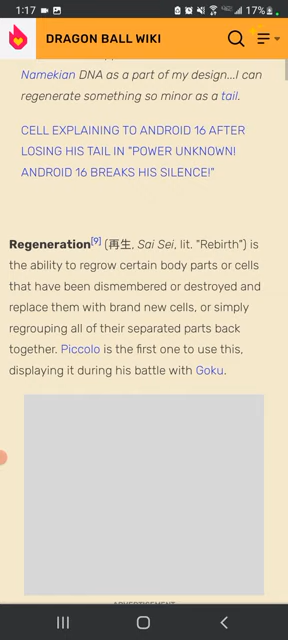 1:17
17%
DRAGON BALL WIKI
Namekian DNA as a part of my design...I can
regenerate something so minor as a tail.
CELL EXPLAINING TO ANDROID 16 AFTER
LOSING HIS TAIL IN "POWER UNKNOWN!
ANDROID 16 BREAKS HIS SILENCE!"
Regeneration[9] (再生, Sai Sei, lit. "Rebirth") is
the ability to regrow certain body parts or cells
that have been dismembered or destroyed and
replace them with brand new cells, or simply
regrouping all of their separated parts back
together. Piccolo is the first one to use this,
displaying it during his battle with Goku.
ADVERTISEMENT